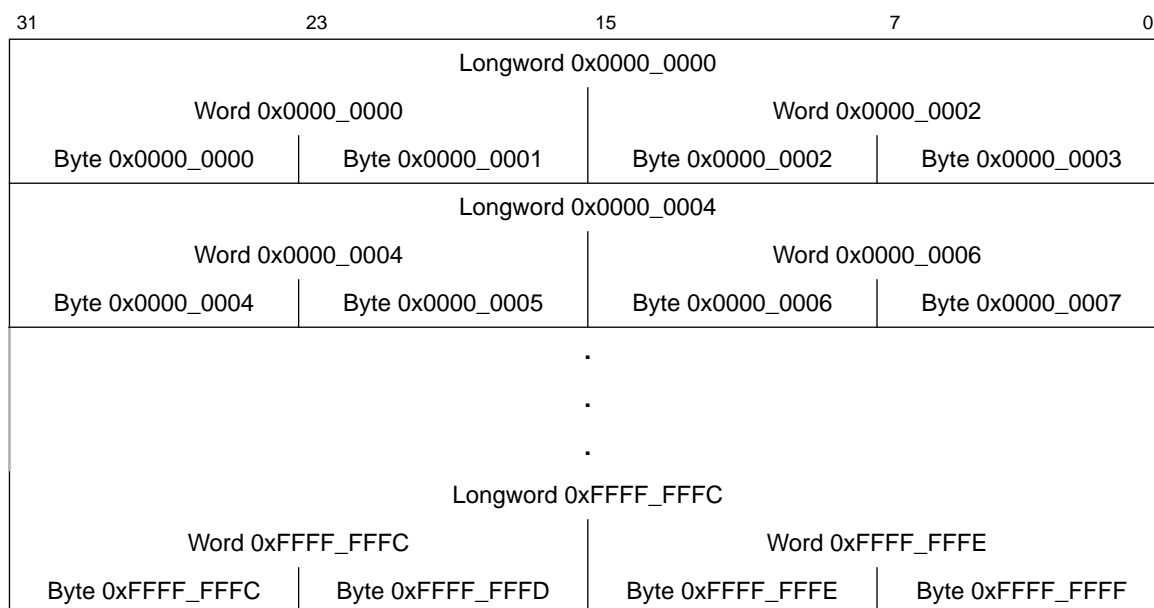 31 23 15 7 0
Longword 0x0000_0000
Word 0x0000_0000 Word 0x0000_0002
Byte 0x0000_0000 Byte 0x0000_0001 Byte 0x0000_0002 Byte 0x0000_0003
Longword 0x0000_0004
Word 0x0000_0004 Word 0x0000_0006
Byte 0x0000_0004 Byte 0x0000_0005 Byte 0x0000_0006 Byte 0x0000_0007
.
.
.
Longword 0xFFFF_FFFC
Word 0xFFFF_FFFC Word 0xFFFF_FFFE
Byte 0xFFFF_FFFC Byte 0xFFFF_FFFD Byte 0xFFFF_FFFE Byte 0xFFFF_FFFF